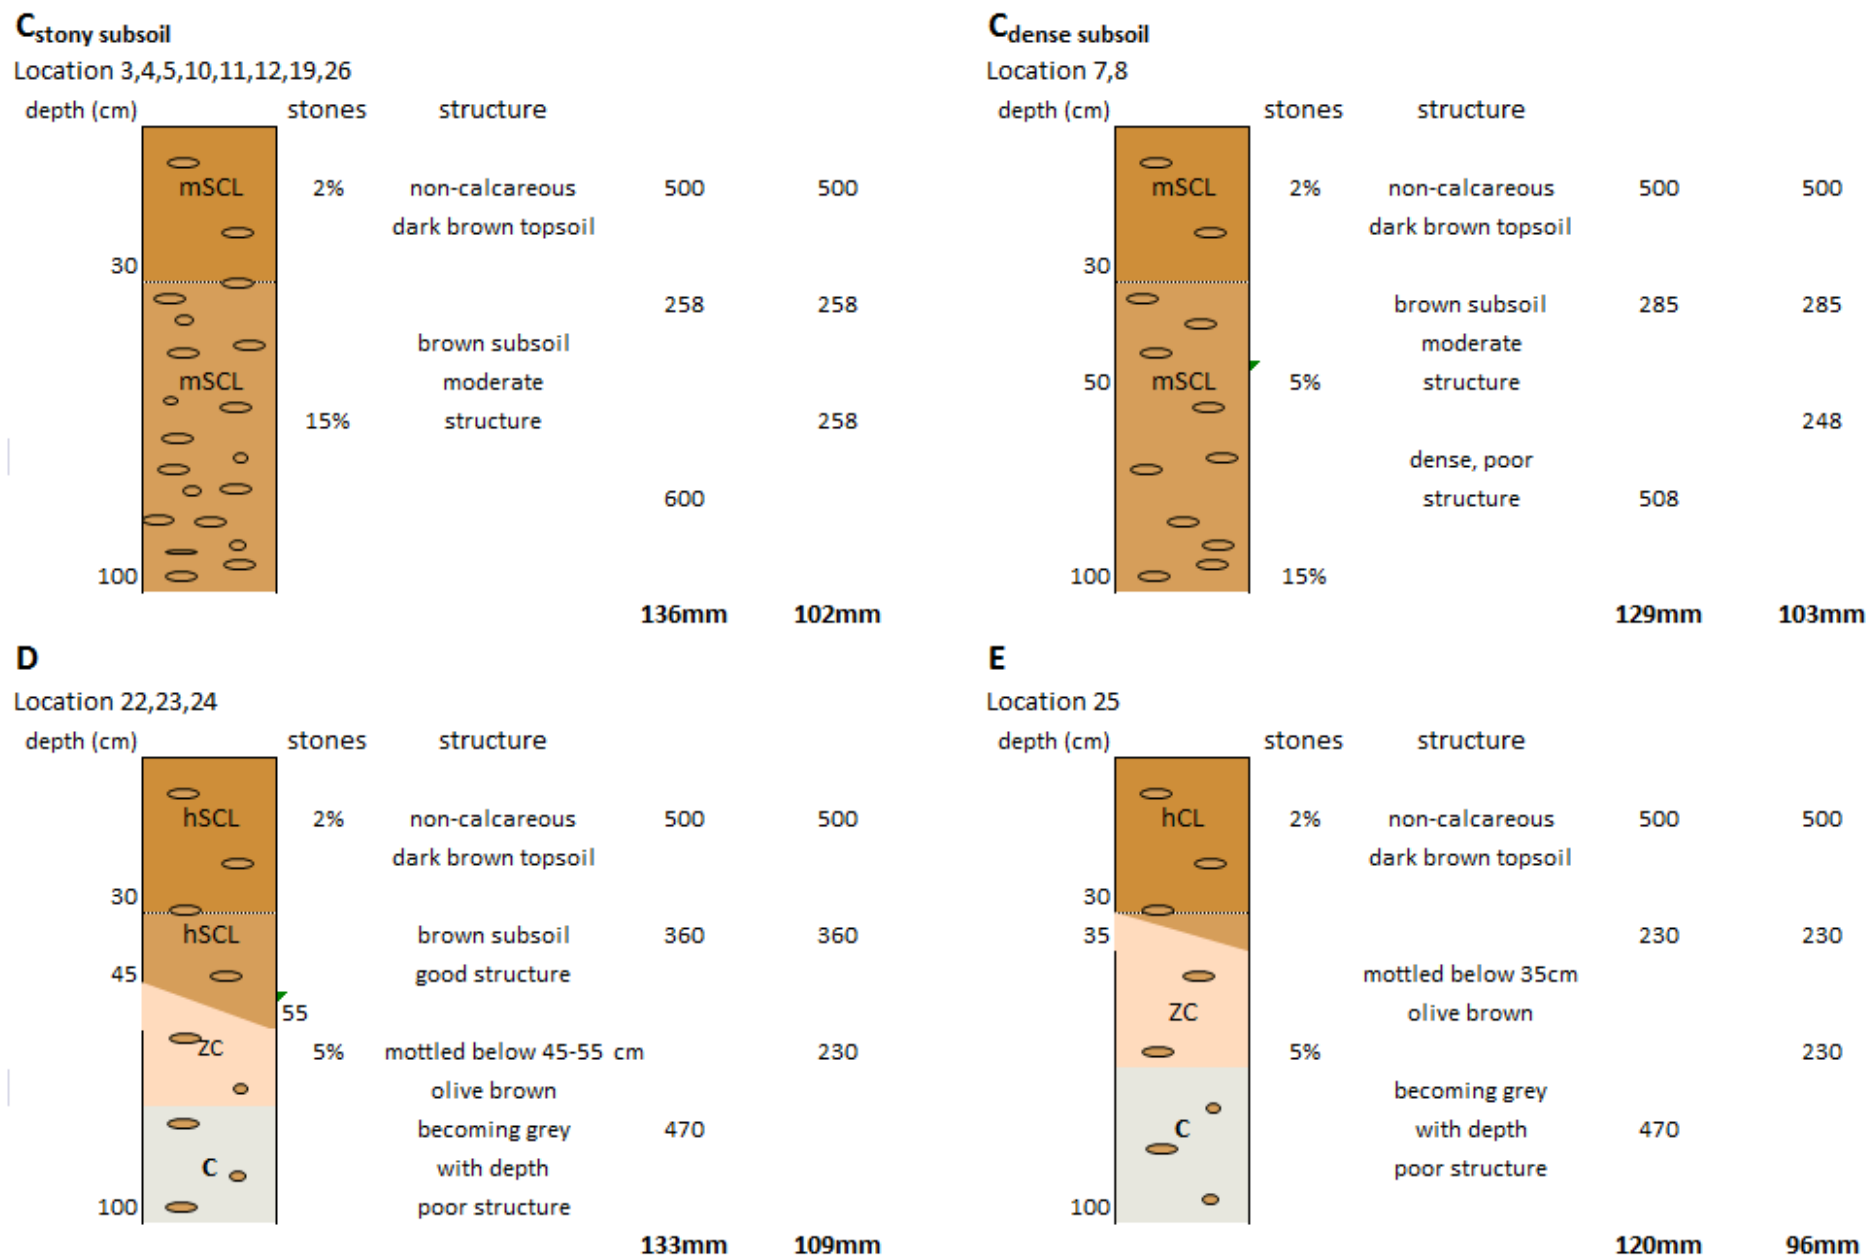 Cstony subsoil
Location 3,4,5,10,11,12,19,26
depth (cm) stones structure
mSCL 2% non-calcareous 500 500
dark brown topsoil
30
258 258
brown subsoil
mSCL moderate
15% structure 258
600
100
136mm 102mm
Cdense subsoil
Location 7,8
depth (cm) stones structure
mSCL 2% non-calcareous 500 500
dark brown topsoil
30
brown subsoil 285 285
moderate
50 mSCL 5% structure
248
dense, poor
structure 508
100 15%
129mm 103mm
D
Location 22,23,24
depth (cm) stones structure
hSCL 2% non-calcareous 500 500
dark brown topsoil
30
hSCL brown subsoil 360 360
45 good structure
55
ZC 5% mottled below 45-55 cm 230
olive brown
becoming grey 470
C with depth
100 poor structure
133mm 109mm
E
Location 25
depth (cm) stones structure
hCL 2% non-calcareous 500 500
dark brown topsoil
30
35 230 230
mottled below 35cm
ZC olive brown
5% 230
becoming grey
C with depth 470
poor structure
100
120mm 96mm